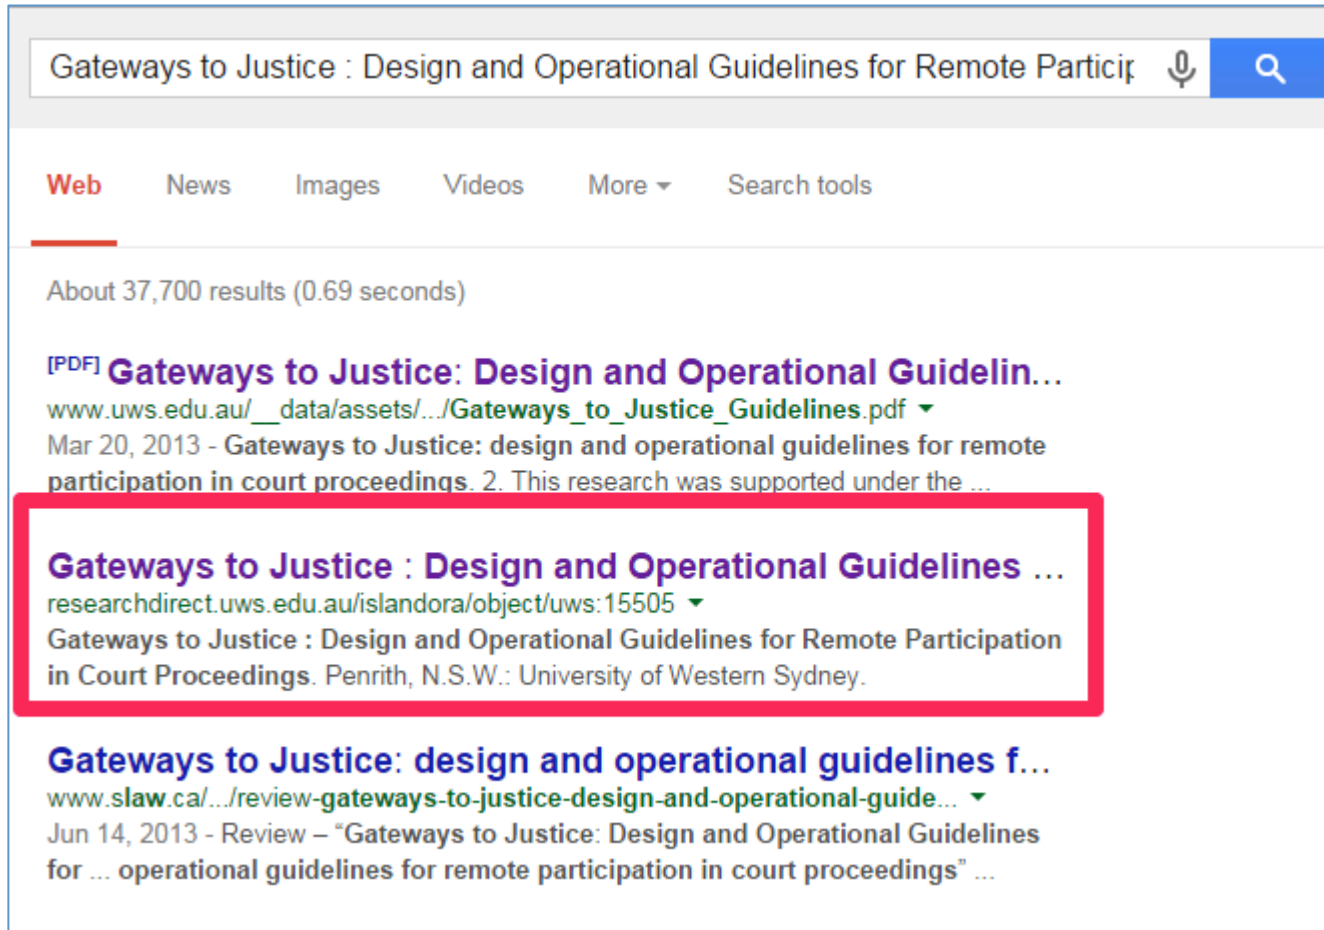 Gateways to Justice : Design and Operational Guidelines for Remote Particip
Web News Images Videos More Search tools
About 37,700 results (0.69 seconds)
[PDF] Gateways to Justice: Design and Operational Guidelin...
www.uws.edu.au/__data/assets/.../Gateways_to_Justice_Guidelines.pdf
Mar 20, 2013 - Gateways to Justice: design and operational guidelines for remote
participation in court proceedings. 2. This research was supported under the ...
Gateways to Justice : Design and Operational Guidelines ...
researchdirect.uws.edu.au/islandora/object/uws:15505
Gateways to Justice : Design and Operational Guidelines for Remote Participation
in Court Proceedings. Penrith, N.S.W.: University of Western Sydney.
Gateways to Justice: design and operational guidelines f...
www.slaw.ca/.../review-gateways-to-justice-design-and-operational-guide...
Jun 14, 2013 - Review – “Gateways to Justice: Design and Operational Guidelines
for ... operational guidelines for remote participation in court proceedings” ...